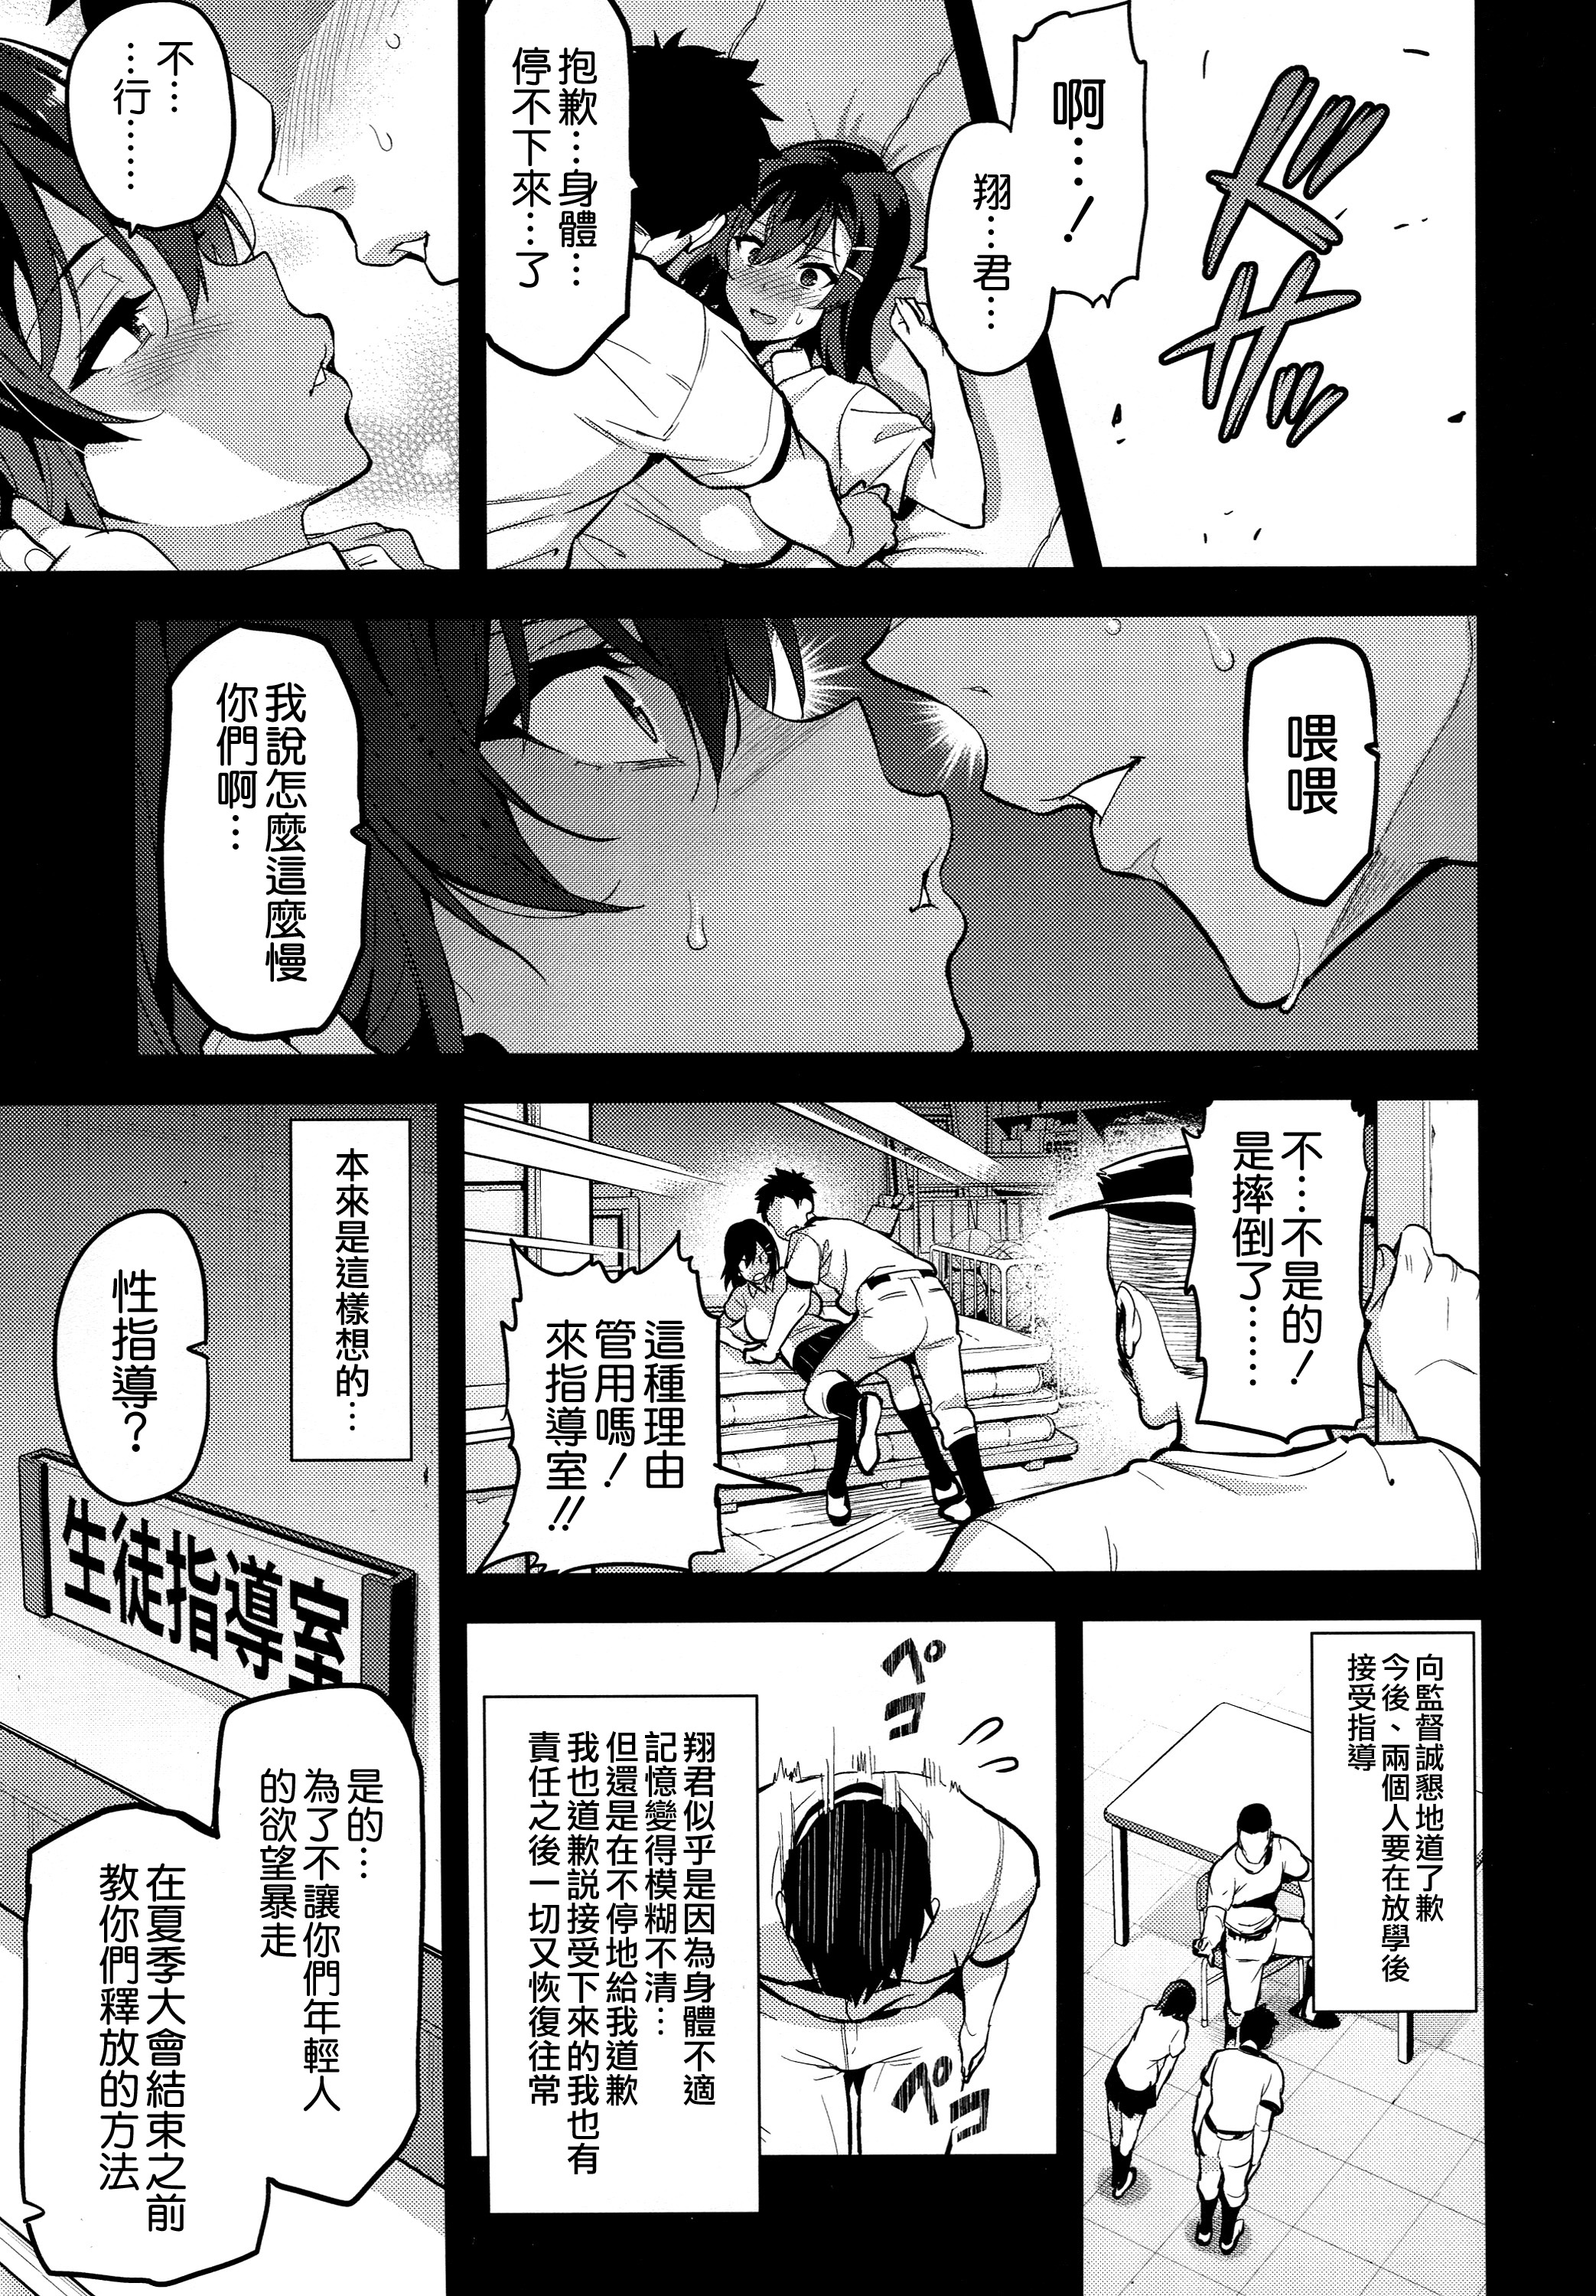 ドサッ
啊…！
翔…君…
抱歉…身體…
停不下來…了
不…
…行……
喂喂
我說怎麼這麼慢
你們啊…
不…不是的！
是摔倒了……
這種理由
管用嗎！
來指導室!!
本來是這樣想的…
性指導？
生徒指導室
向監督誠懇地道了歉
今後、兩個人要在放學後
接受指導
ペコ
ペコ
翔君似乎是因為身體不適
記憶變得模糊不清…
但還是在不停地給我道歉
我也道歉說接受下來的我也有
責任之後一切又恢復往常
是的…
為了不讓你們年輕人
的欲望暴走
在夏季大會結束之前
教你們釋放的方法